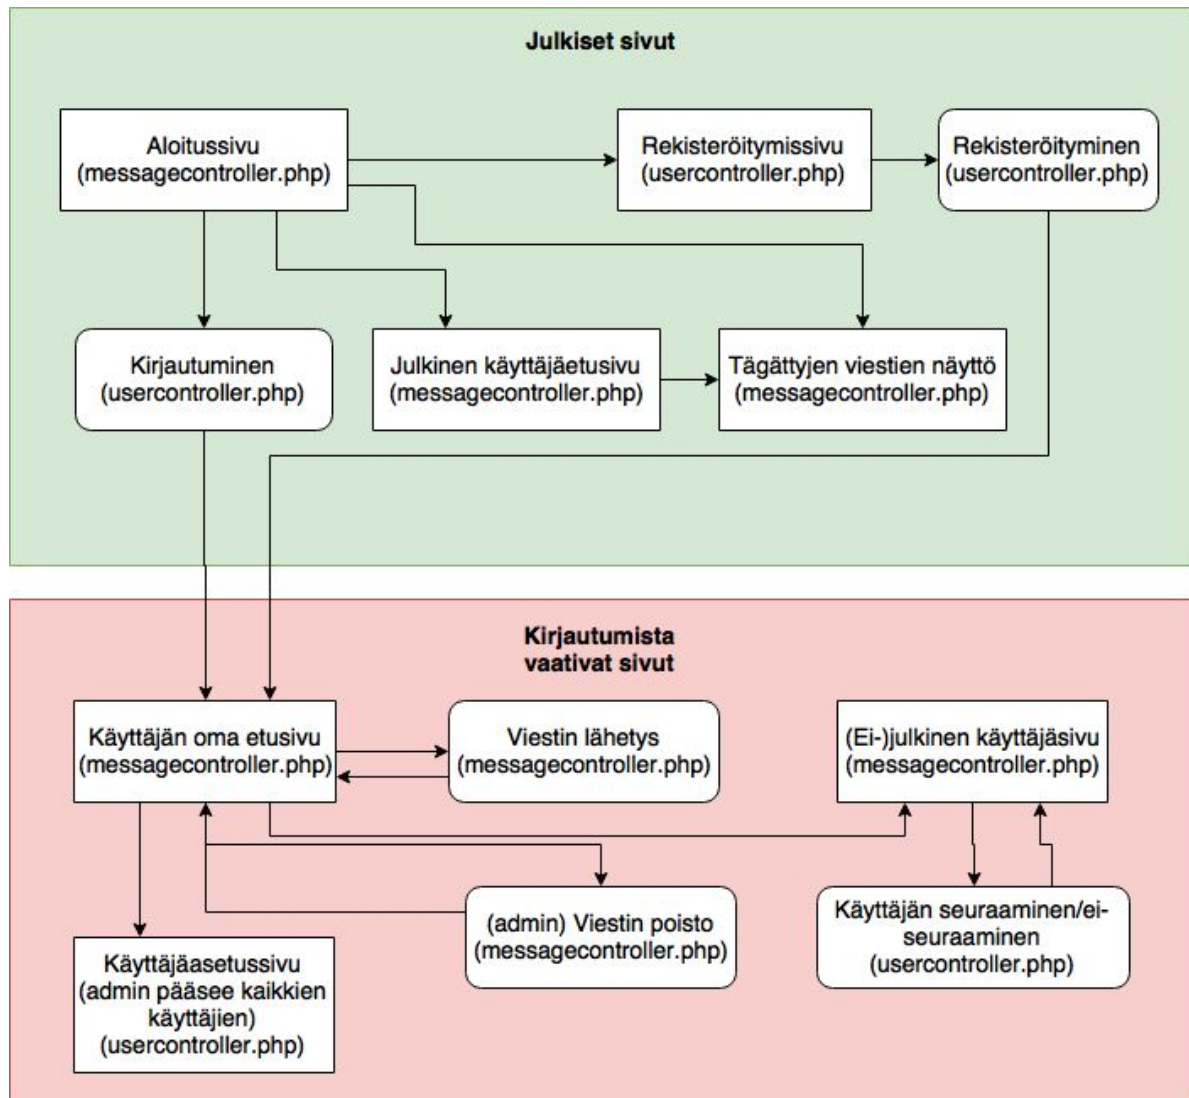 Julkiset sivut
Aloitussivu
(messagecontroller.php)
Rekisteröitymissivu
(usercontroller.php)
Rekisteröityminen
(usercontroller.php)
Kirjautuminen
(usercontroller.php)
Julkinen käyttäjäetusivu
(messagecontroller.php)
Tägättyjen viestien näyttö
(messagecontroller.php)
Kirjautumista
vaativat sivut
Käyttäjän oma etusivu
(messagecontroller.php)
Viestin lähetys
(messagecontroller.php)
(Ei-)julkinen käyttäjäsivu
(messagecontroller.php)
Käyttäjäasetussivu
(admin pääsee kaikkien
käyttäjien)
(usercontroller.php)
(admin) Viestin poisto
(messagecontroller.php)
Käyttäjän seuraaminen/ei-
seuraaminen
(usercontroller.php)